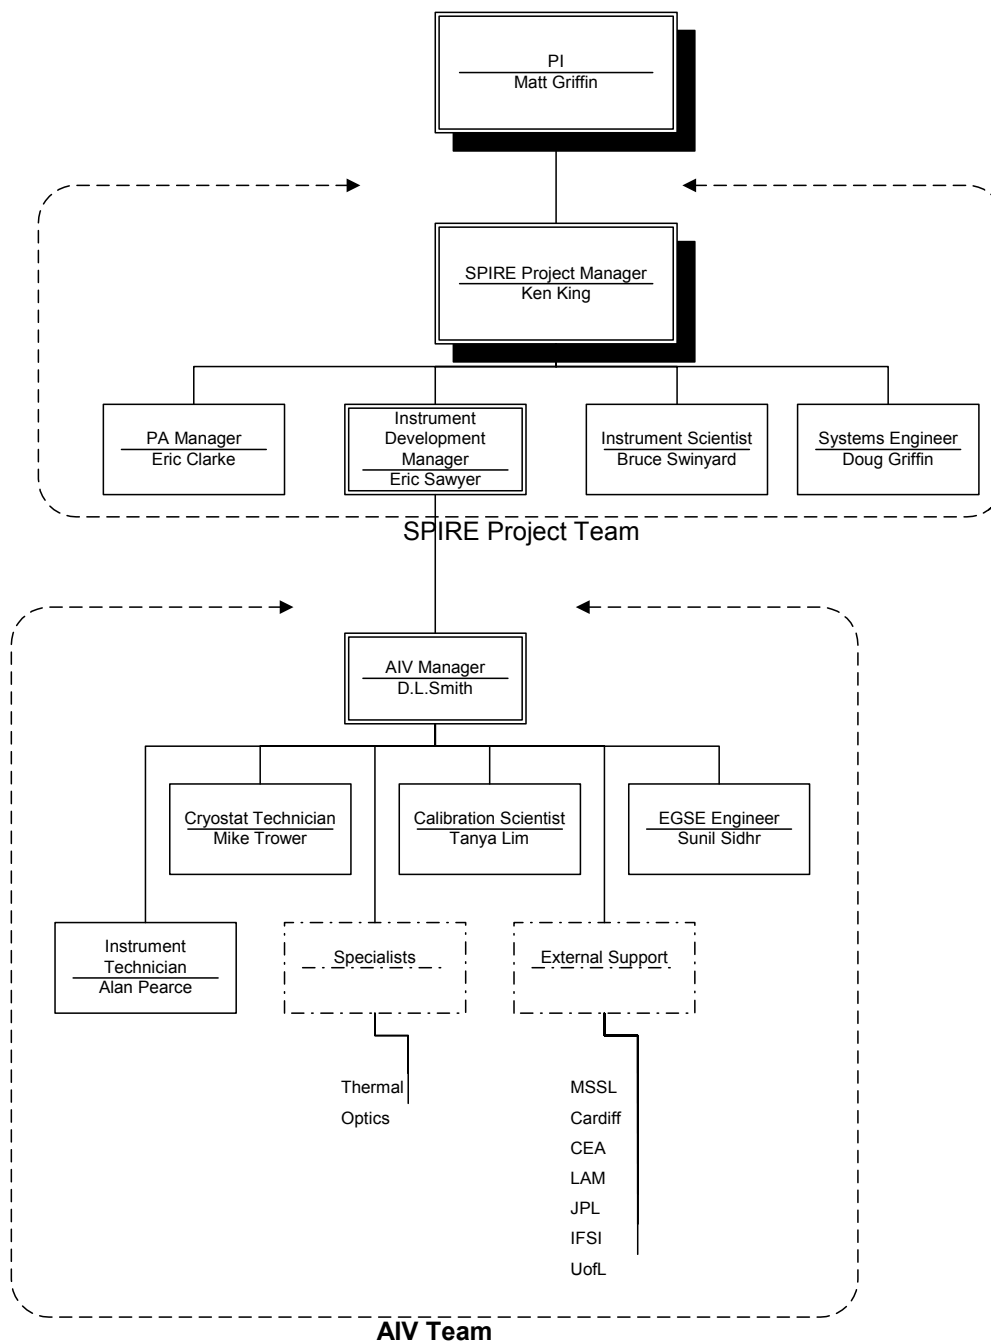 PI
Matt Griffin
SPIRE Project Manager
Ken King
PA Manager
Eric Clarke
Instrument
Development
Manager
Eric Sawyer
Instrument Scientist
Bruce Swinyard
Systems Engineer
Doug Griffin
SPIRE Project Team
AIV Manager
D.L.Smith
Cryostat Technician
Mike Trower
Calibration Scientist
Tanya Lim
EGSE Engineer
Sunil Sidhr
Instrument
Technician
Alan Pearce
Specialists
External Support
Thermal
Optics
MSSL
Cardiff
CEA
LAM
JPL
IFSI
UofL
AIV Team